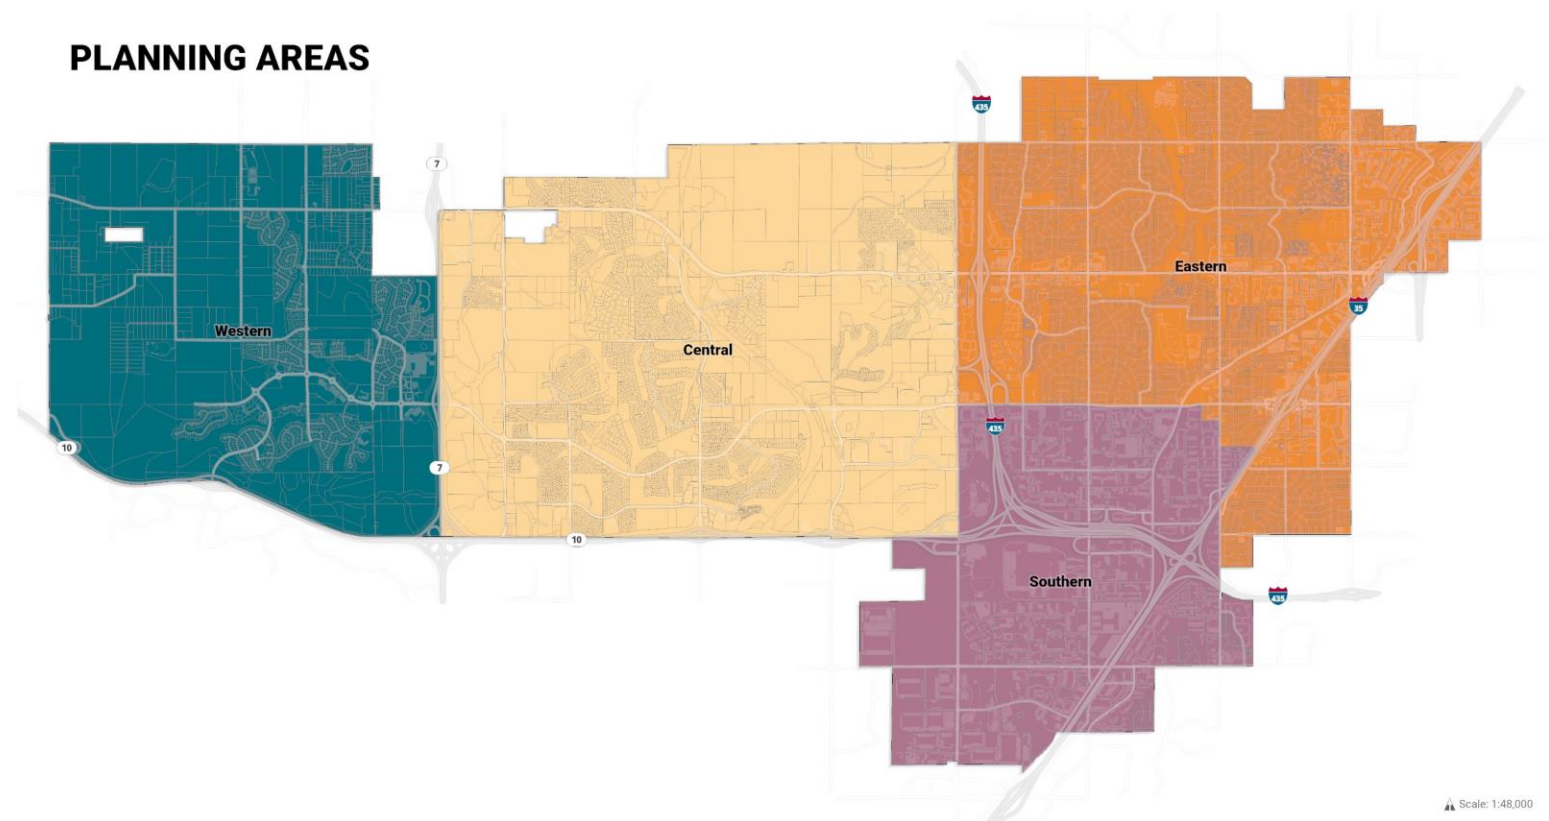 PLANNING AREAS
435
7
Eastern
35
Western
Central
435
10
7
10
Southern
435
Scale: 1:48,000